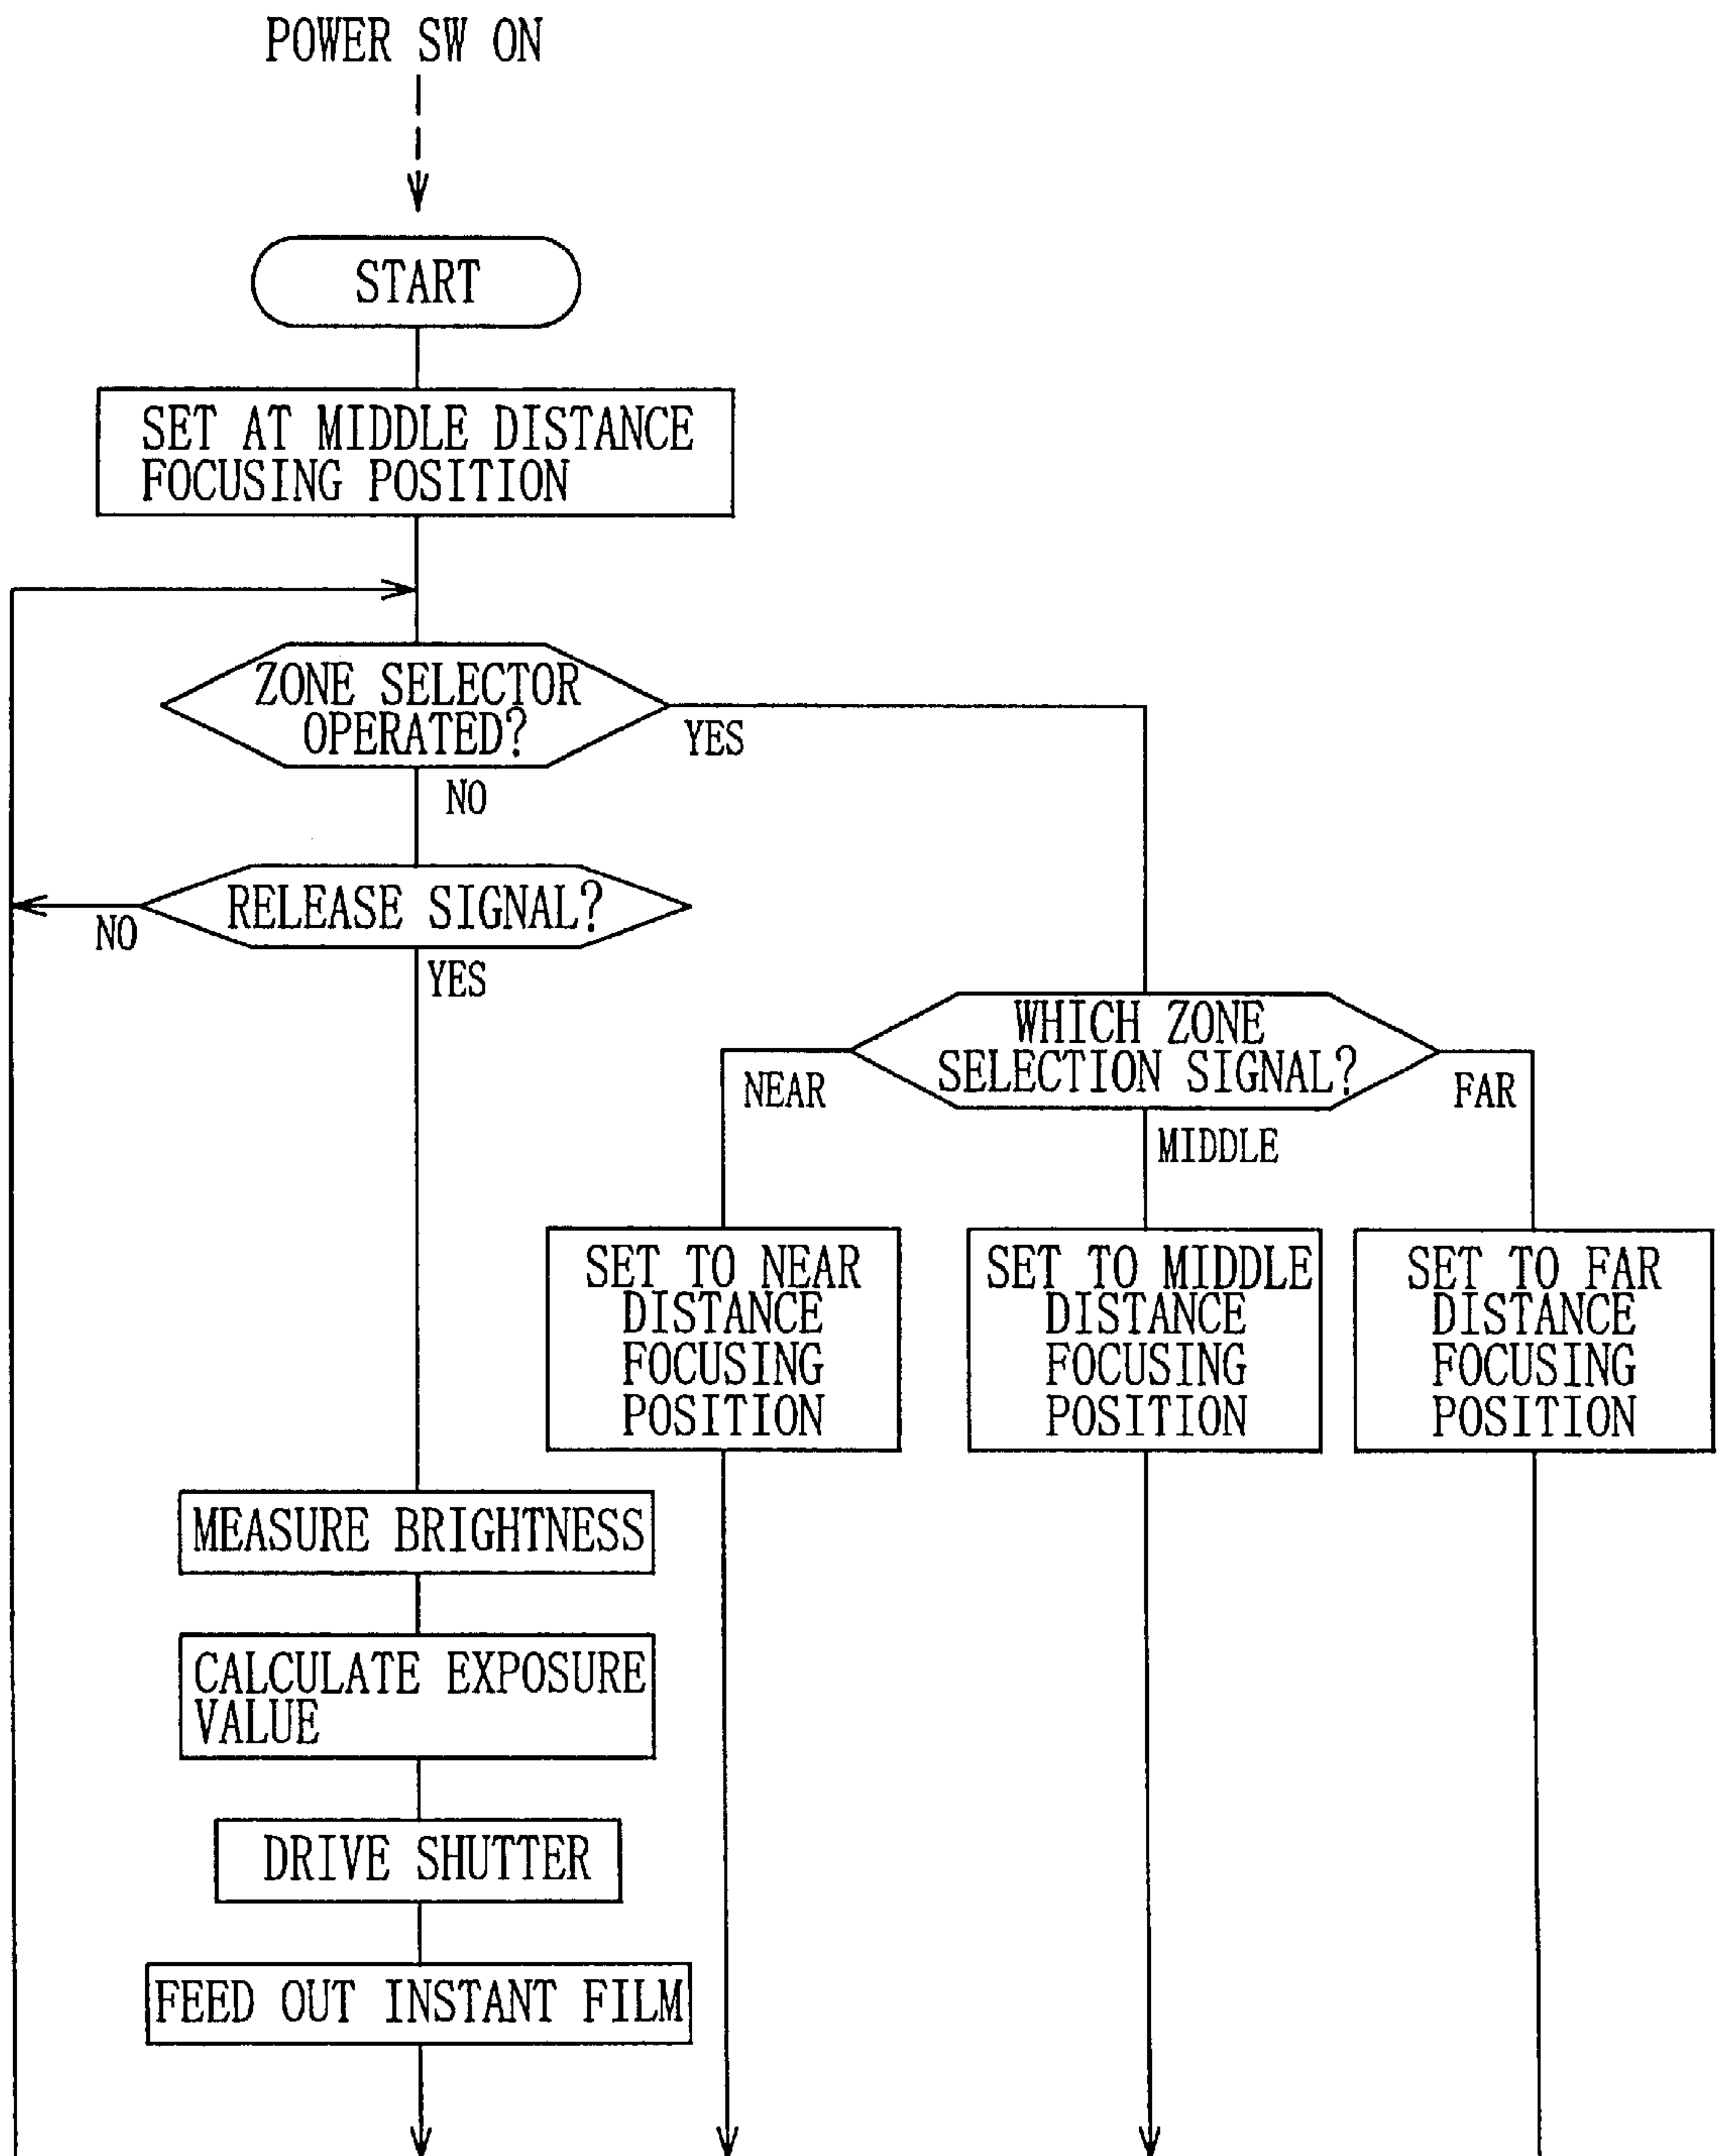 POWER SW ON
START
SET AT MIDDLE DISTANCE
FOCUSING POSITION
ZONE SELECTOR
OPERATED?
YES
NO
RELEASE SIGNAL?
NO
YES
WHICH ZONE
SELECTION SIGNAL?
NEAR
MIDDLE
FAR
SET TO NEAR
DISTANCE
FOCUSING
POSITION
SET TO MIDDLE
DISTANCE
FOCUSING
POSITION
SET TO FAR
DISTANCE
FOCUSING
POSITION
MEASURE BRIGHTNESS
CALCULATE EXPOSURE
VALUE
DRIVE SHUTTER
FEED OUT INSTANT FILM